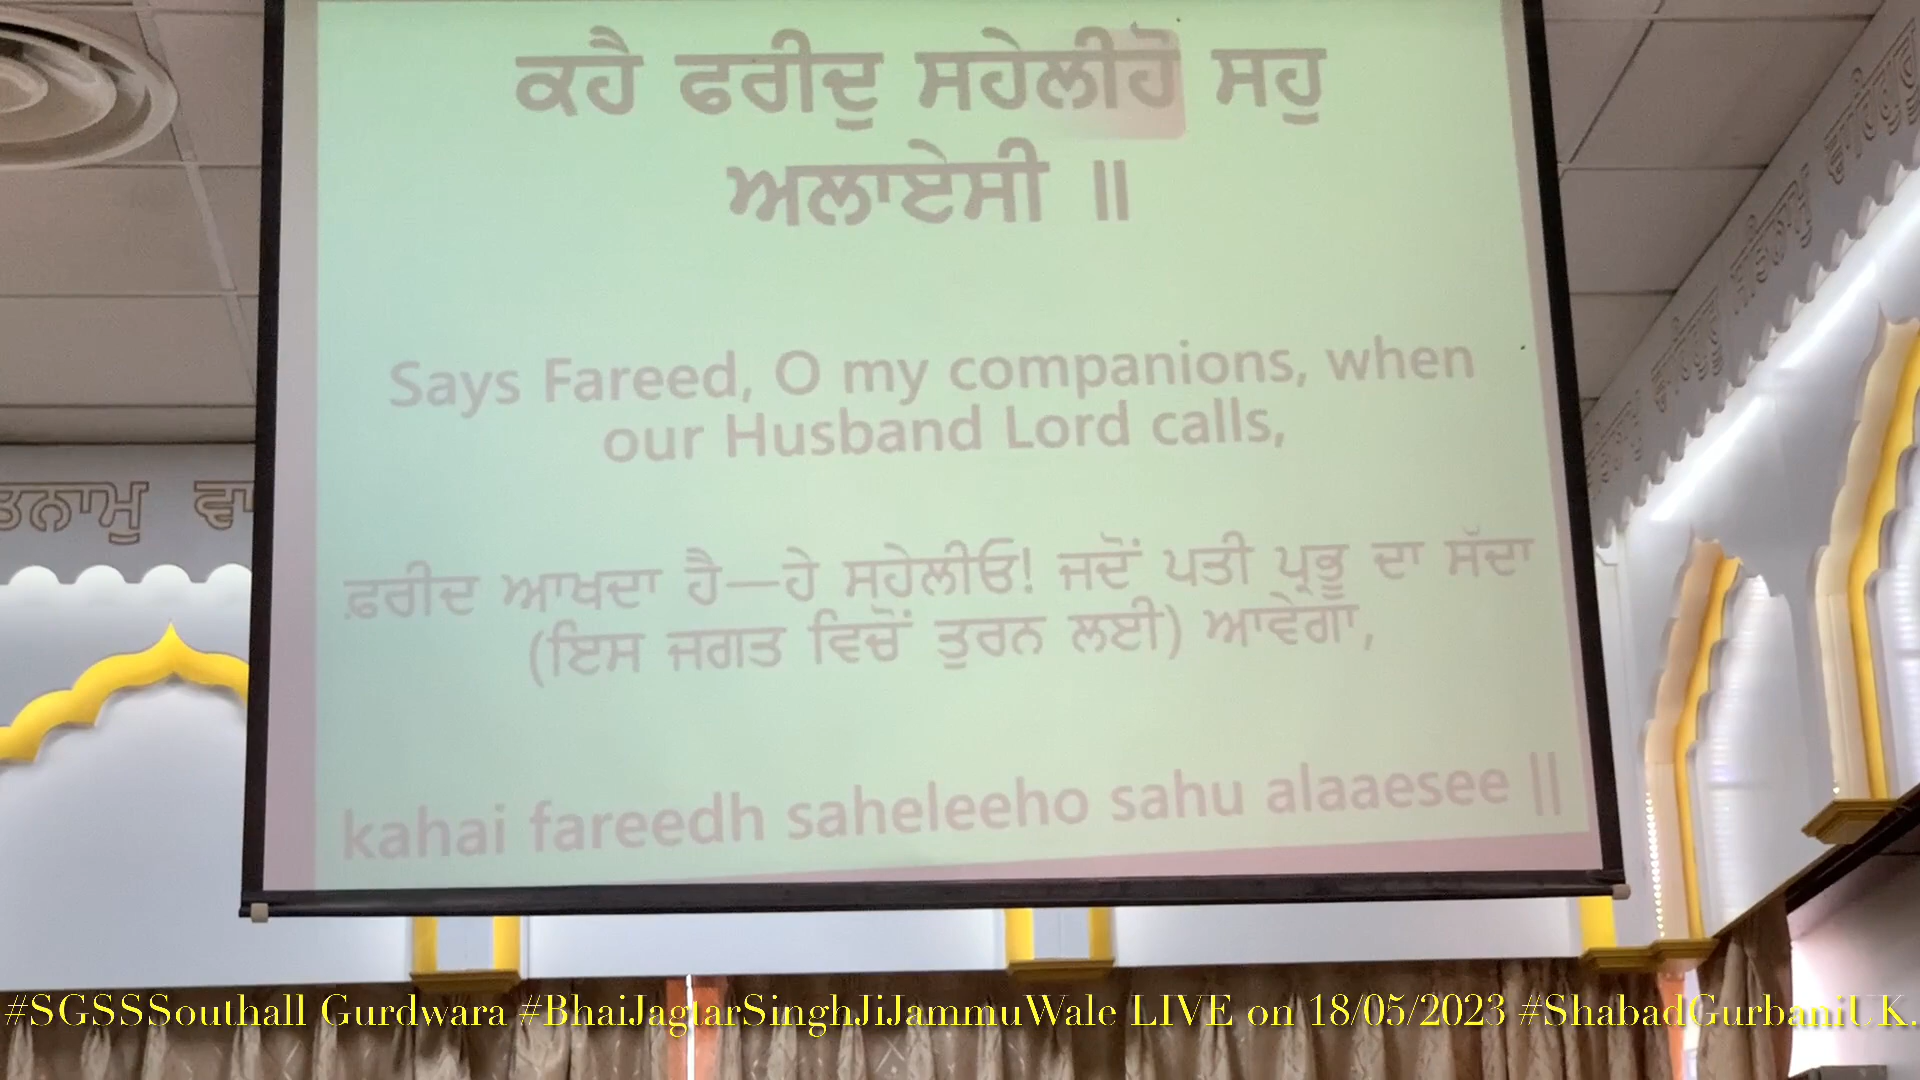 ਕਹੈ ਫਰੀਦੁ ਸਹੇਲੀਹੋ ਸਹੁ
ਅਲਾਏਸੀ ॥
Says Fareed, O my companions, when
our Husband Lord calls,
ਫ਼ਰੀਦ ਆਖਦਾ ਹੈ—ਹੇ ਸਹੇਲੀਓ! ਜਦੋਂ ਪਤੀ ਪ੍ਰਭੂ ਦਾ ਸੱਦਾ
(ਇਸ ਜਗਤ ਵਿਚੋਂ ਤੁਰਨ ਲਈ) ਆਵੇਗਾ,
kahai fareedh saheleeho sahu alaaesee ||
ਤਨਾਮੁ ਵਾ
ਵਾਹਿਗੁਰੂ ਸਤਿਨਾਮੁ ਵਾਹਿਗੁਰੂ
#SGSSSouthall Gurdwara #BhaiJagtarSinghJiJammuWale LIVE on 18/05/2023 #ShabadGurbaniUK.